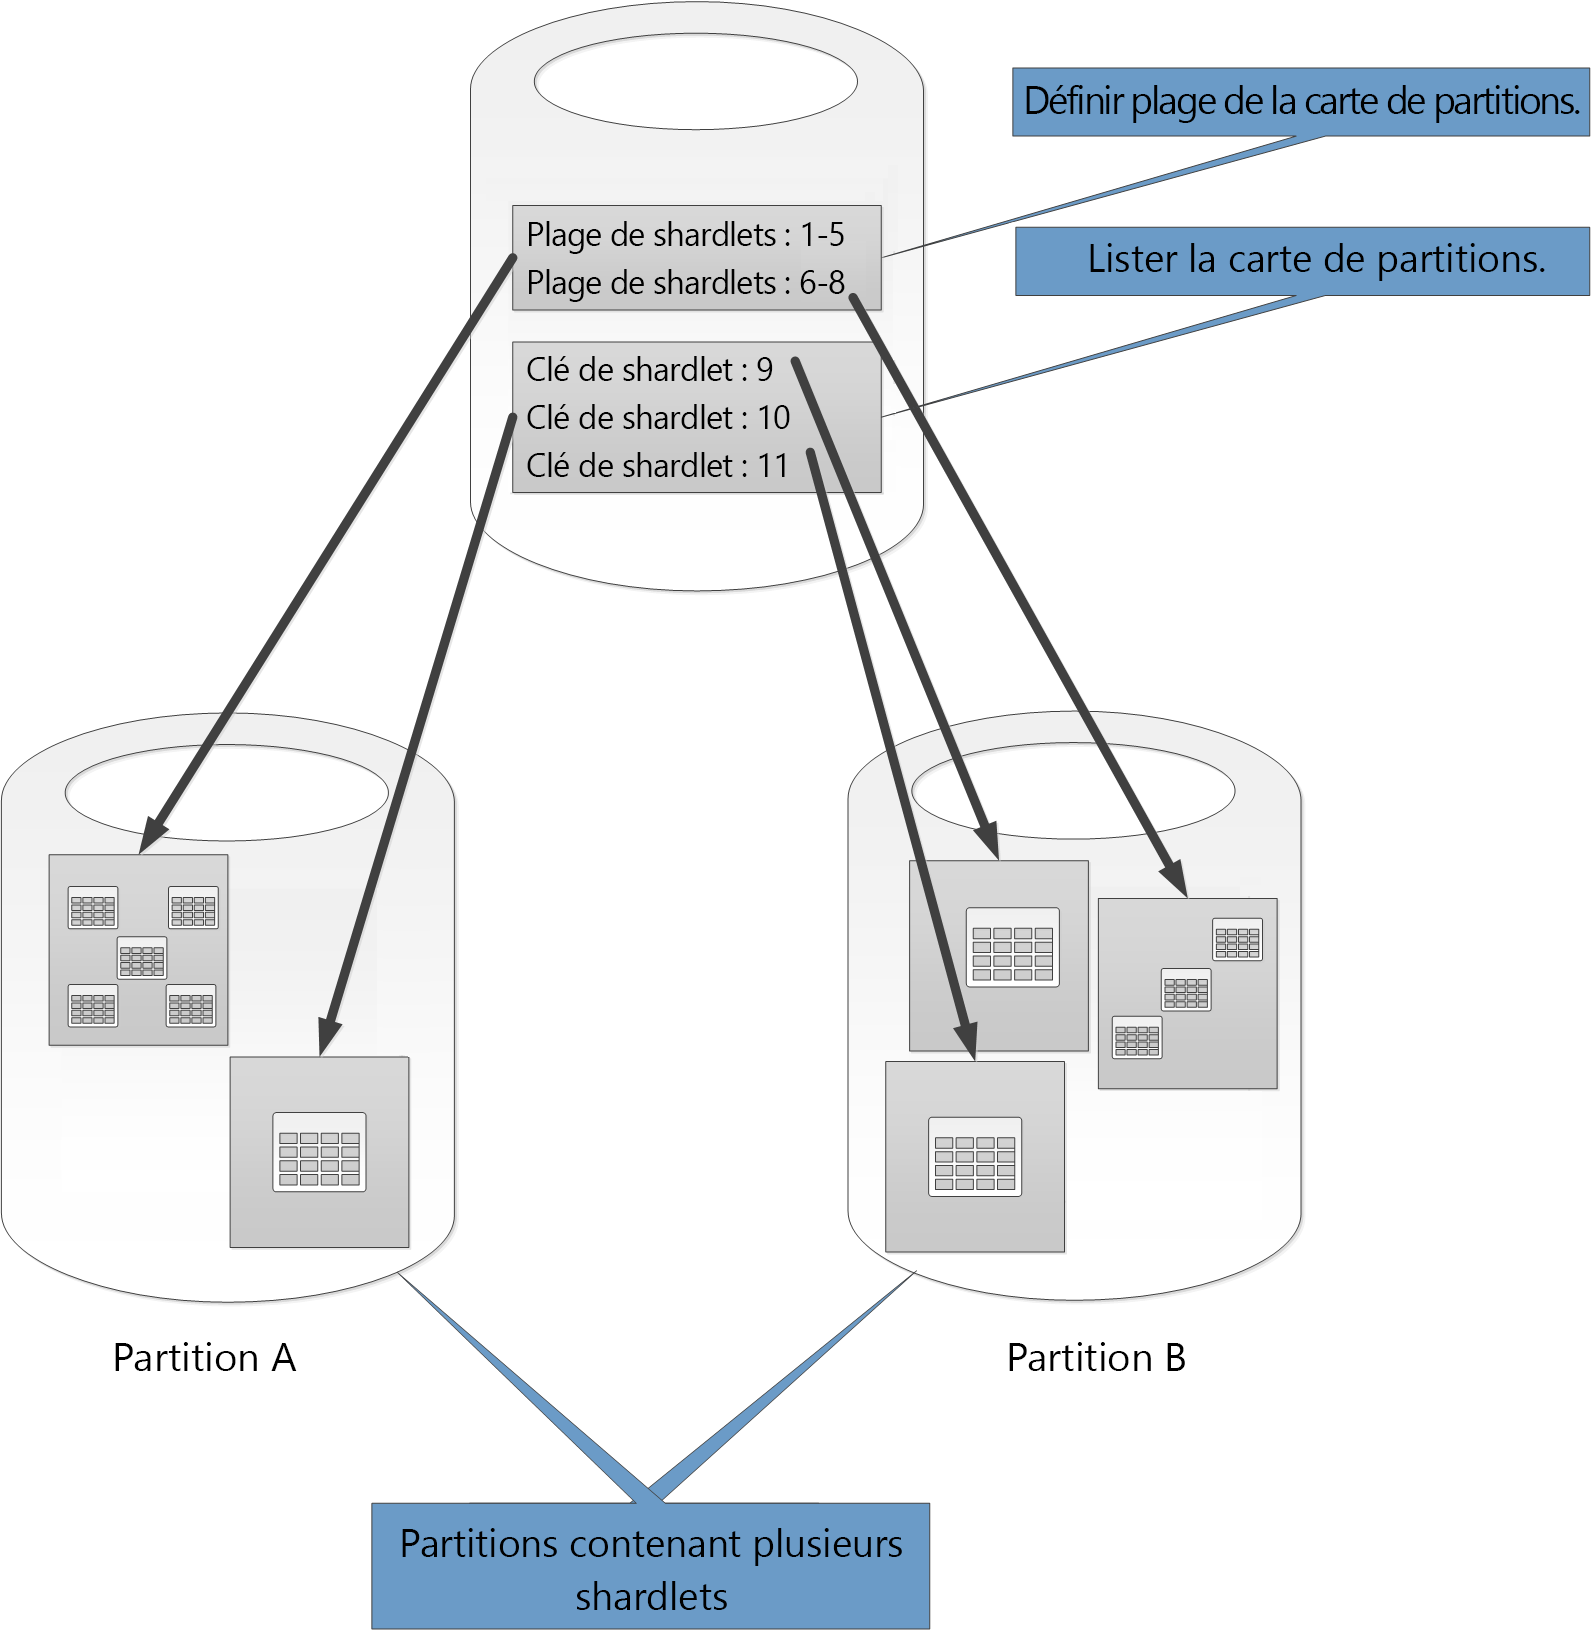 Définir plage de la carte de partitions.
Plage de shardlets : 1-5
Plage de shardlets : 6-8
Lister la carte de partitions.
Clé de shardlet : 9
Clé de shardlet : 10
Clé de shardlet : 11
Partition A
Partition B
Partitions contenant plusieurs
shardlets